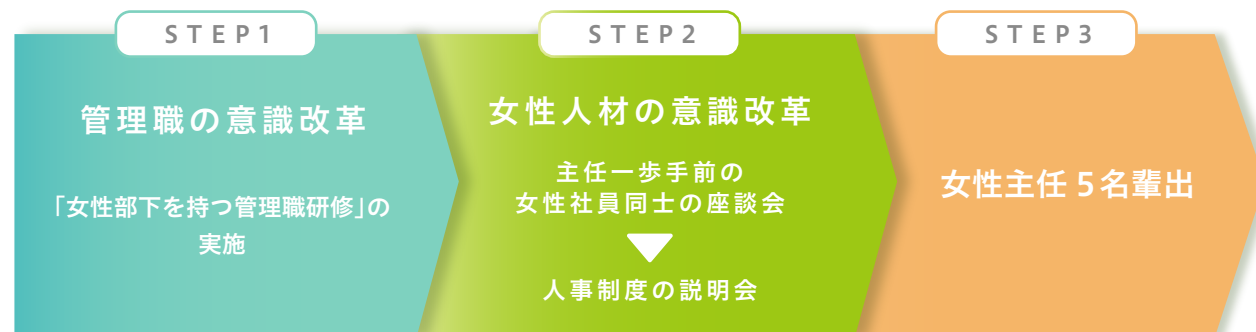 STEP1
管理職の意識改革
「女性部下を持つ管理職研修」の
実施
STEP2
女性人材の意識改革
主任一歩手前の
女性社員同士の座談会
人事制度の説明会
STEP3
女性主任 5名輩出